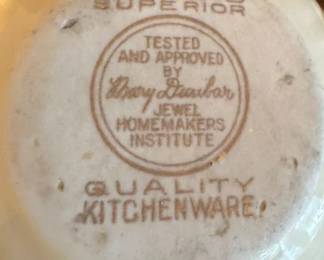 SUPERIOR
TESTED
AND APPROVED
BY
Mary Dunbar
JEWEL
HOMEMAKERS
INSTITUTE
QUALITY
KITCHENWARE